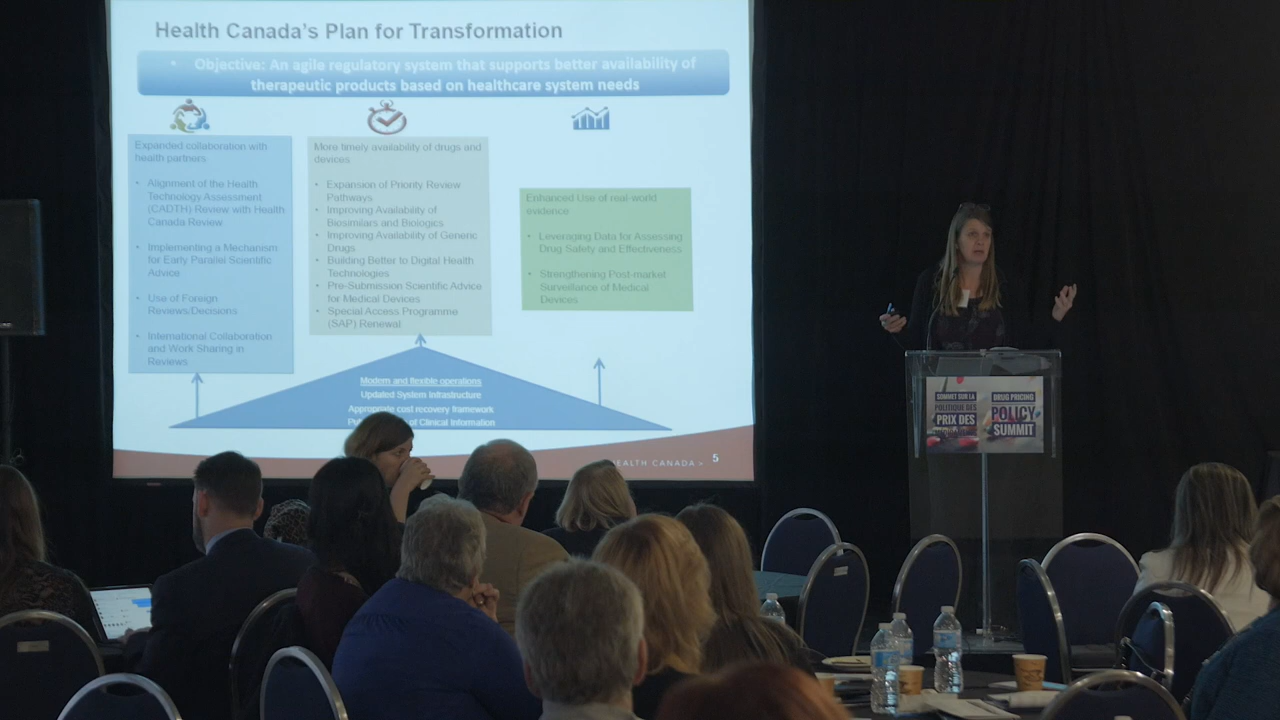 Health Canada's Plan for Transformation
• Objective: An agile regulatory system that supports better availability of
therapeutic products based on healthcare system needs
Expanded collaboration with
health partners
• Alignment of the Health
Technology Assessment
(CADTH) Review with Health
Canada Review
• Implementing a Mechanism
for Early Parallel Scientific
Advice
• Use of Foreign
Reviews/Decisions
• International Collaboration
and Work Sharing in
Reviews
More timely availability of drugs and
devices
• Expansion of Priority Review
Pathways
• Improving Availability of
Biosimilars and Biologics
• Improving Availability of Generic
Drugs
• Building Better to Digital Health
Technologies
• Pre-Submission Scientific Advice
for Medical Devices
• Special Access Programme
(SAP) Renewal
Enhanced Use of real-world
evidence
• Leveraging Data for Assessing
Drug Safety and Effectiveness
• Strengthening Post-market
Surveillance of Medical
Devices
Modern and flexible operations
Updated System Infrastructure
Appropriate cost recovery framework
of Clinical Information
HEALTH CANADA >
5
SOMMET SUR LA
POLITIQUE DES
PRIX DES
DRUG PRICING
POLICY
SUMMIT